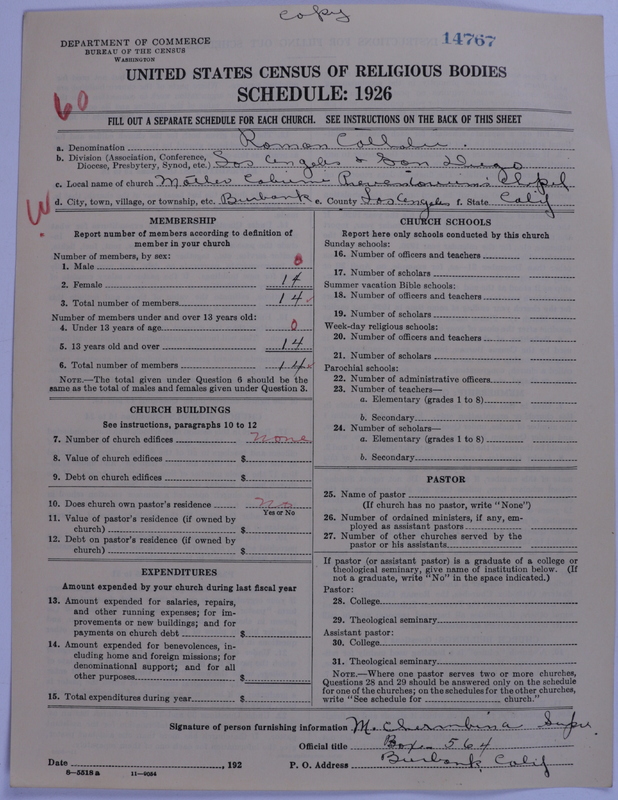 copy
14767
DEPARTMENT OF COMMERCE
BUREAU OF THE CENSUS
WASHINGTON
UNITED STATES CENSUS OF RELIGIOUS BODIES
SCHEDULE: 1926
60
FILL OUT A SEPARATE SCHEDULE FOR EACH CHURCH. SEE INSTRUCTIONS ON THE BACK OF THIS SHEET
a. Denomination Roman Catholic.
b. Division (Association, Conference, Diocese, Presbytery, Synod, etc.) Los Angeles & San Diego
c. Local name of church Mother Cabrini Preventorium's Chapel
d. City, town, village, or township, etc. Burbank e. County Los Angeles f. State Calif
W.
MEMBERSHIP
Report number of members according to definition of
member in your church
Number of members, by sex:
1. Male 0
2. Female 14
3. Total number of members 14
Number of members under and over 13 years old:
4. Under 13 years of age 0
5. 13 years old and over 14
6. Total number of members 14
NOTE.—The total given under Question 6 should be the
same as the total of males and females given under Question 3.
CHURCH BUILDINGS
See instructions, paragraphs 10 to 12
7. Number of church edifices none
8. Value of church edifices $
9. Debt on church edifices $
10. Does church own pastor's residence No
Yes or No
11. Value of pastor's residence (if owned by
church) $
12. Debt on pastor's residence (if owned by
church) $
EXPENDITURES
Amount expended by your church during last fiscal year
13. Amount expended for salaries, repairs,
and other running expenses; for im-
provements or new buildings; and for
payments on church debt $
14. Amount expended for benevolences, in-
cluding home and foreign missions; for
denominational support; and for all
other purposes $
15. Total expenditures during year $
CHURCH SCHOOLS
Report here only schools conducted by this church
Sunday schools:
16. Number of officers and teachers
17. Number of scholars
Summer vacation Bible schools:
18. Number of officers and teachers
19. Number of scholars
Week-day religious schools:
20. Number of officers and teachers
21. Number of scholars
Parochial schools:
22. Number of administrative officers
23. Number of teachers—
a. Elementary (grades 1 to 8)
b. Secondary
24. Number of scholars—
a. Elementary (grades 1 to 8)
b. Secondary
PASTOR
25. Name of pastor
(If church has no pastor, write "None")
26. Number of ordained ministers, if any, em-
ployed as assistant pastors
27. Number of other churches served by the
pastor or his assistants
If pastor (or assistant pastor) is a graduate of a college or
theological seminary, give name of institution below. (If
not a graduate, write "No" in the space indicated.)
Pastor:
28. College
29. Theological seminary
Assistant pastor:
30. College
31. Theological seminary
NOTE.—Where one pastor serves two or more churches,
Questions 28 and 29 should be answered only on the schedule
for one of the churches; on the schedules for the other churches,
write "See schedule for church."
Signature of person furnishing information M. Cherubina Supr.
Official title Box 564
Date , 192 P. O. Address Burbank Calif
8—5518 a 11—9034